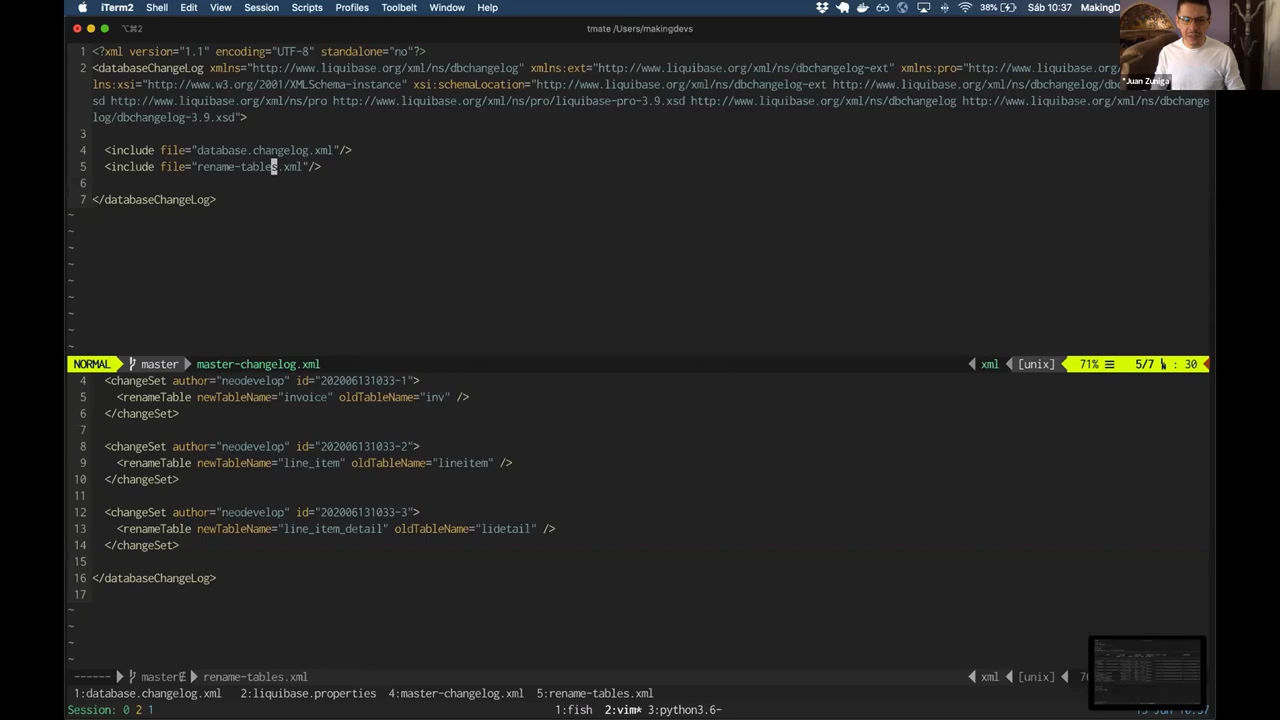 iTerm2 Shell Edit View Session Scripts Profiles Toolbelt Window Help 38% Sáb 10:37 MakingD
⌥⌘2 tmate /Users/makingdevs
*Juan Zuniga
1 <?xml version="1.1" encoding="UTF-8" standalone="no"?>
2 <databaseChangeLog xmlns="http://www.liquibase.org/xml/ns/dbchangelog" xmlns:ext="http://www.liquibase.org/xml/ns/dbchangelog-ext" xmlns:pro="http://www.liquibase.
lns:xsi="http://www.w3.org/2001/XMLSchema-instance" xsi:schemaLocation="http://www.liquibase.org/xml/ns/dbchangelog-ext http://www.liquibase.org/xml/ns/dbc
sd http://www.liquibase.org/xml/ns/pro http://www.liquibase.org/xml/ns/pro/liquibase-pro-3.9.xsd http://www.liquibase.org/xml/ns/dbchangelog http://www.liquibase.org/xml/ns/dbchange
log/dbchangelog-3.9.xsd">
3
4 <include file="database.changelog.xml"/>
5 <include file="rename-tables.xml"/>
6
7 </databaseChangeLog>
~
~
~
~
~
~
~
~
~
NORMAL master master-changelog.xml xml [unix] 71% ☰ 5/7 : 30
4 <changeSet author="neodevelop" id="202006131033-1">
5 <renameTable newTableName="invoice" oldTableName="inv" />
6 </changeSet>
7
8 <changeSet author="neodevelop" id="202006131033-2">
9 <renameTable newTableName="line_item" oldTableName="lineitem" />
10 </changeSet>
11
12 <changeSet author="neodevelop" id="202006131033-3">
13 <renameTable newTableName="line_item_detail" oldTableName="lidetail" />
14 </changeSet>
15
16 </databaseChangeLog>
17
~
~
~
~
------ master rename-tables.xml xml [unix]
1:database.changelog.xml 2:liquibase.properties 4:master-changelog.xml 5:rename-tables.xml
Session: 0 2 1 1:fish 2:vim* 3:python3.6-